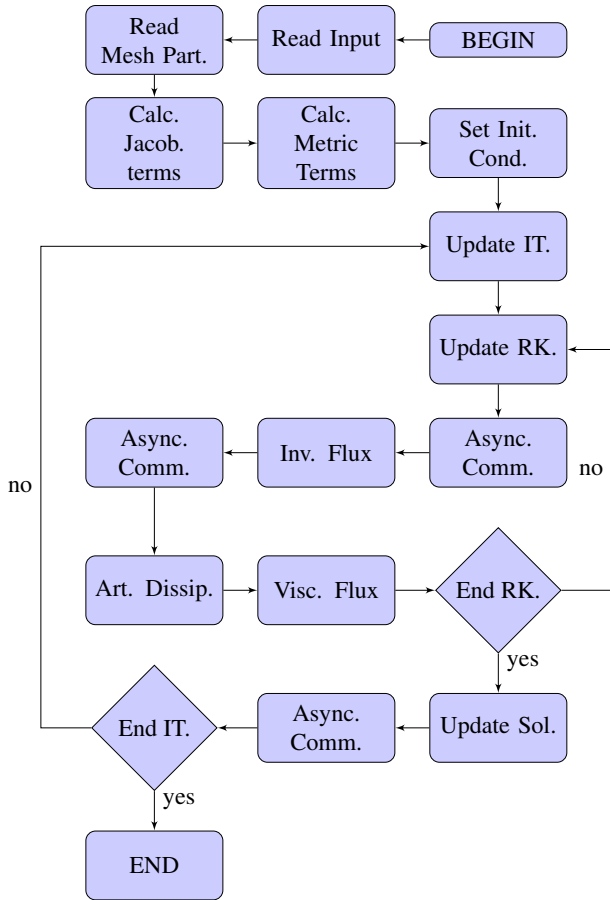 Read
Mesh Part.
Read Input
BEGIN
Calc.
Jacob.
terms
Calc.
Metric
Terms
Set Init.
Cond.
Update IT.
Update RK.
Async.
Comm.
Inv. Flux
Async.
Comm.
no
no
Art. Dissip.
Visc. Flux
End RK.
yes
End IT.
Async.
Comm.
Update Sol.
yes
END